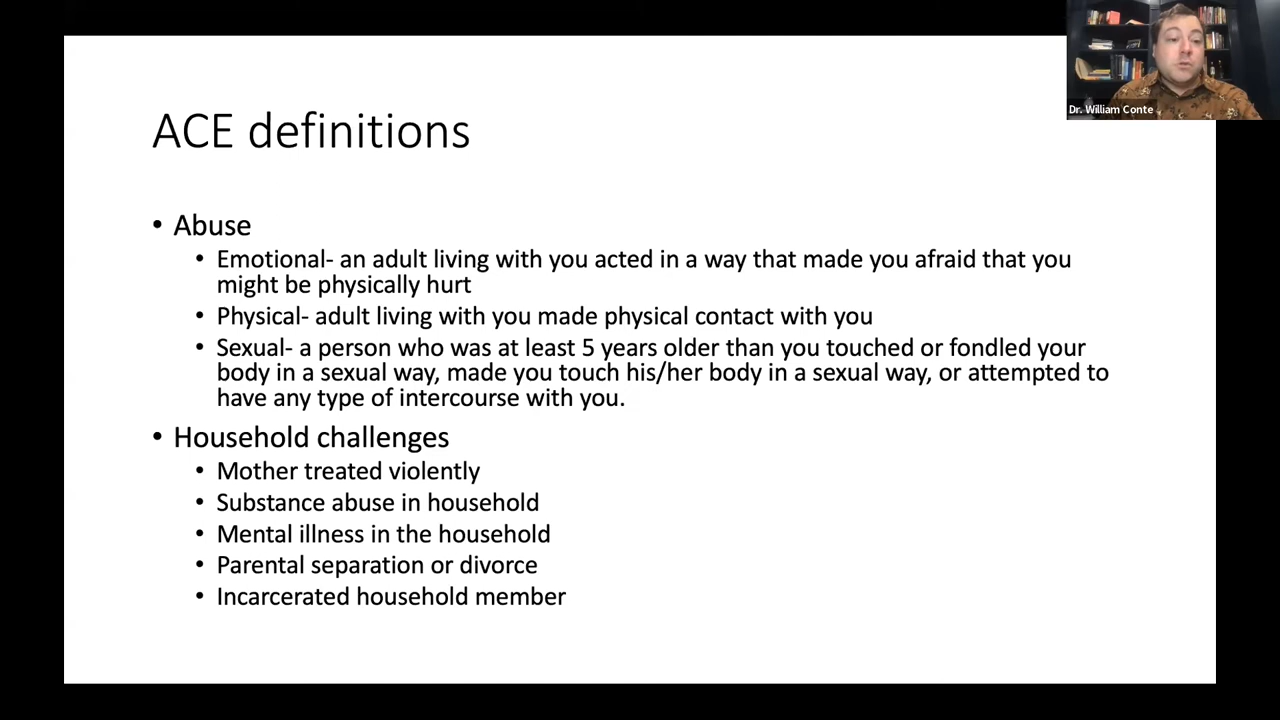 Dr. William Conte
ACE definitions
• Abuse
• Emotional- an adult living with you acted in a way that made you afraid that you
might be physically hurt
• Physical- adult living with you made physical contact with you
• Sexual- a person who was at least 5 years older than you touched or fondled your
body in a sexual way, made you touch his/her body in a sexual way, or attempted to
have any type of intercourse with you.
• Household challenges
• Mother treated violently
• Substance abuse in household
• Mental illness in the household
• Parental separation or divorce
• Incarcerated household member